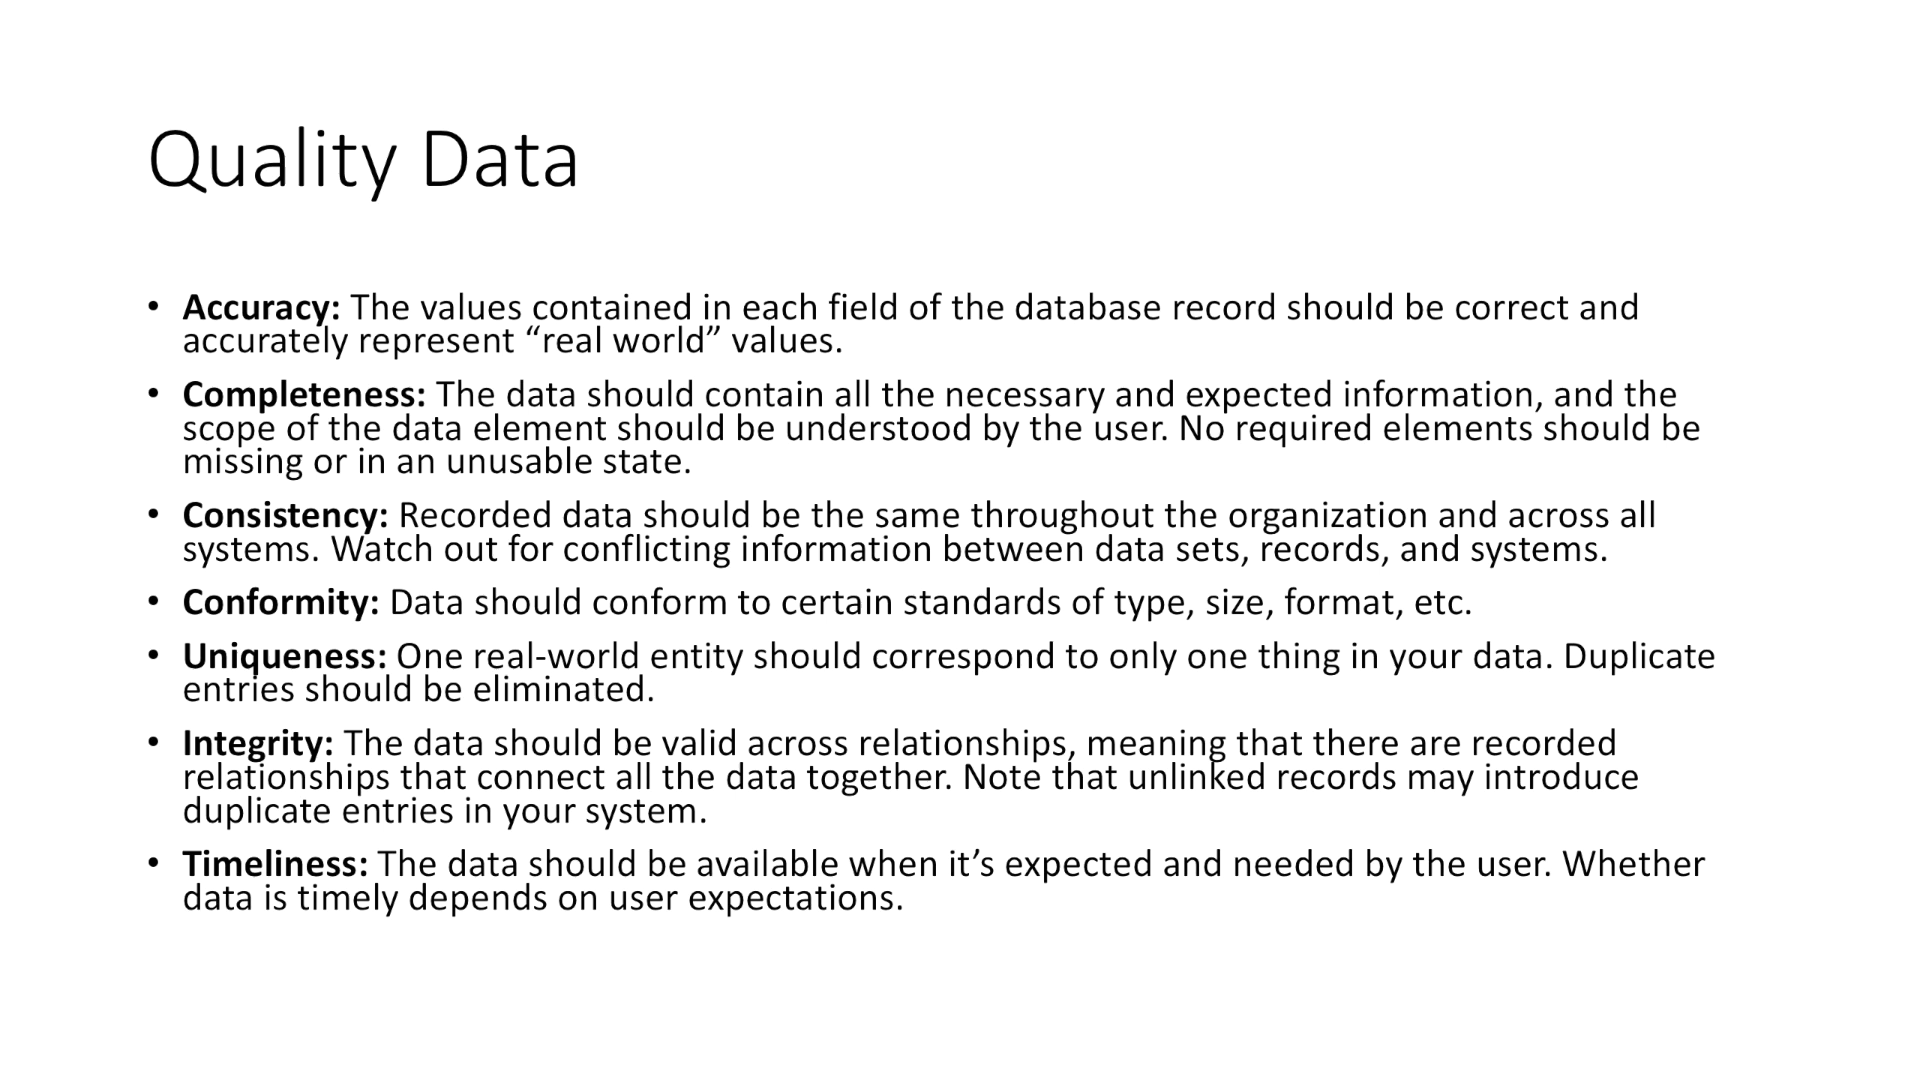 Quality Data
• Accuracy: The values contained in each field of the database record should be correct and
accurately represent “real world” values.
• Completeness: The data should contain all the necessary and expected information, and the
scope of the data element should be understood by the user. No required elements should be
missing or in an unusable state.
• Consistency: Recorded data should be the same throughout the organization and across all
systems. Watch out for conflicting information between data sets, records, and systems.
• Conformity: Data should conform to certain standards of type, size, format, etc.
• Uniqueness: One real-world entity should correspond to only one thing in your data. Duplicate
entries should be eliminated.
• Integrity: The data should be valid across relationships, meaning that there are recorded
relationships that connect all the data together. Note that unlinked records may introduce
duplicate entries in your system.
• Timeliness: The data should be available when it’s expected and needed by the user. Whether
data is timely depends on user expectations.